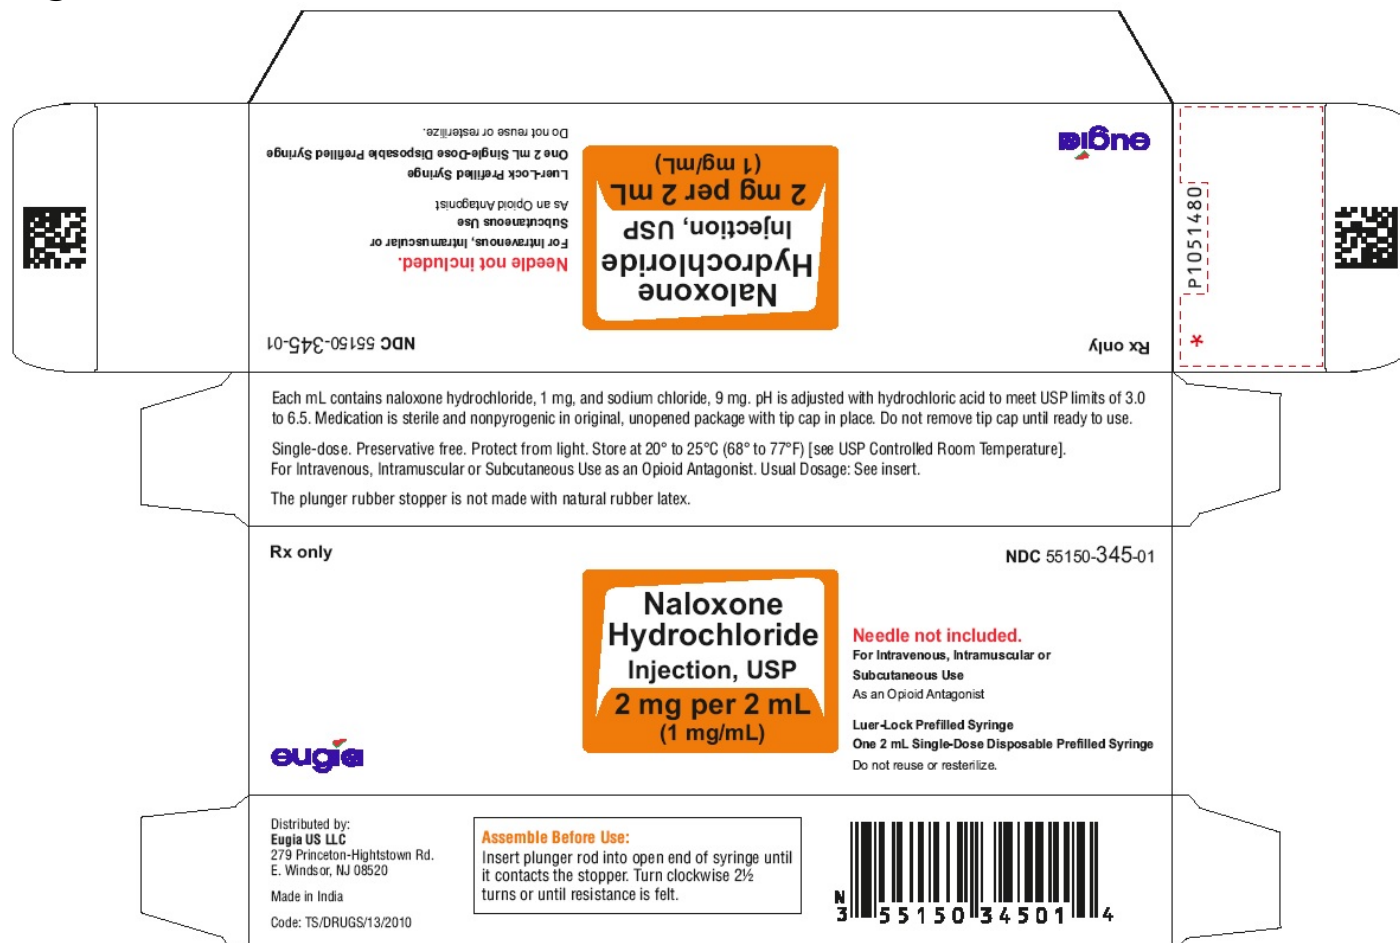 eugia
Do not reuse or resterilize.
One 2 mL Single-Dose Disposable Prefilled Syringe
Luer-Lock Prefilled Syringe
As an Opioid Antagonist
Subcutaneous Use
For Intravenous, Intramuscular or
Needle not included.
(1 mg/mL)
2 mg per 2 mL
Injection, USP
Hydrochloride
Naloxone
NDC 55150-345-01
Rx only
P1051480
*
Each mL contains naloxone hydrochloride, 1 mg, and sodium chloride, 9 mg. pH is adjusted with hydrochloric acid to meet USP limits of 3.0
to 6.5. Medication is sterile and nonpyrogenic in original, unopened package with tip cap in place. Do not remove tip cap until ready to use.
Single-dose. Preservative free. Protect from light. Store at 20° to 25°C (68° to 77°F) [see USP Controlled Room Temperature].
For Intravenous, Intramuscular or Subcutaneous Use as an Opioid Antagonist. Usual Dosage: See insert.
The plunger rubber stopper is not made with natural rubber latex.
Rx only
NDC 55150-345-01
Naloxone
Hydrochloride
Injection, USP
2 mg per 2 mL
(1 mg/mL)
Needle not included.
For Intravenous, Intramuscular or
Subcutaneous Use
As an Opioid Antagonist
Luer-Lock Prefilled Syringe
One 2 mL Single-Dose Disposable Prefilled Syringe
Do not reuse or resterilize.
eugia
Distributed by:
Eugia US LLC
279 Princeton-Hightstown Rd.
E. Windsor, NJ 08520
Made in India
Code: TS/DRUGS/13/2010
Assemble Before Use:
Insert plunger rod into open end of syringe until
it contacts the stopper. Turn clockwise 2½
turns or until resistance is felt.
N
3 55150 34501 4